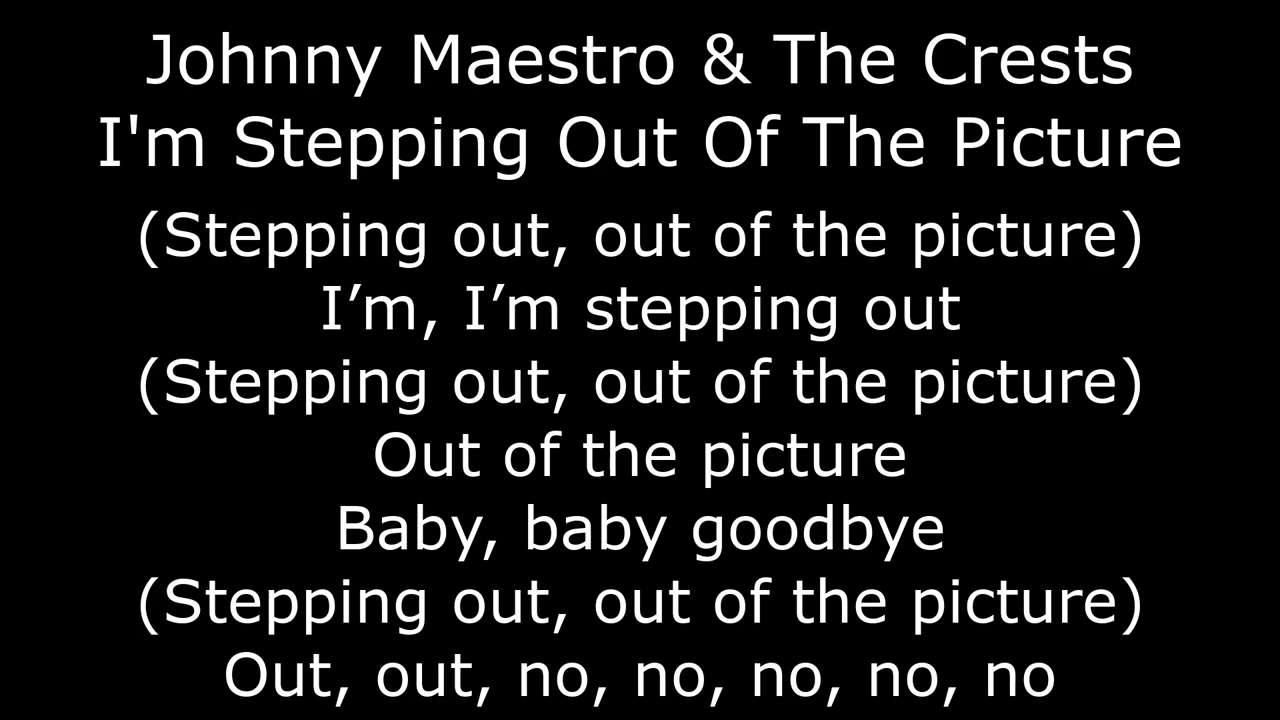 Johnny Maestro & The Crests
I'm Stepping Out Of The Picture
(Stepping out, out of the picture)
I’m, I’m stepping out
(Stepping out, out of the picture)
Out of the picture
Baby, baby goodbye
(Stepping out, out of the picture)
Out, out, no, no, no, no, no